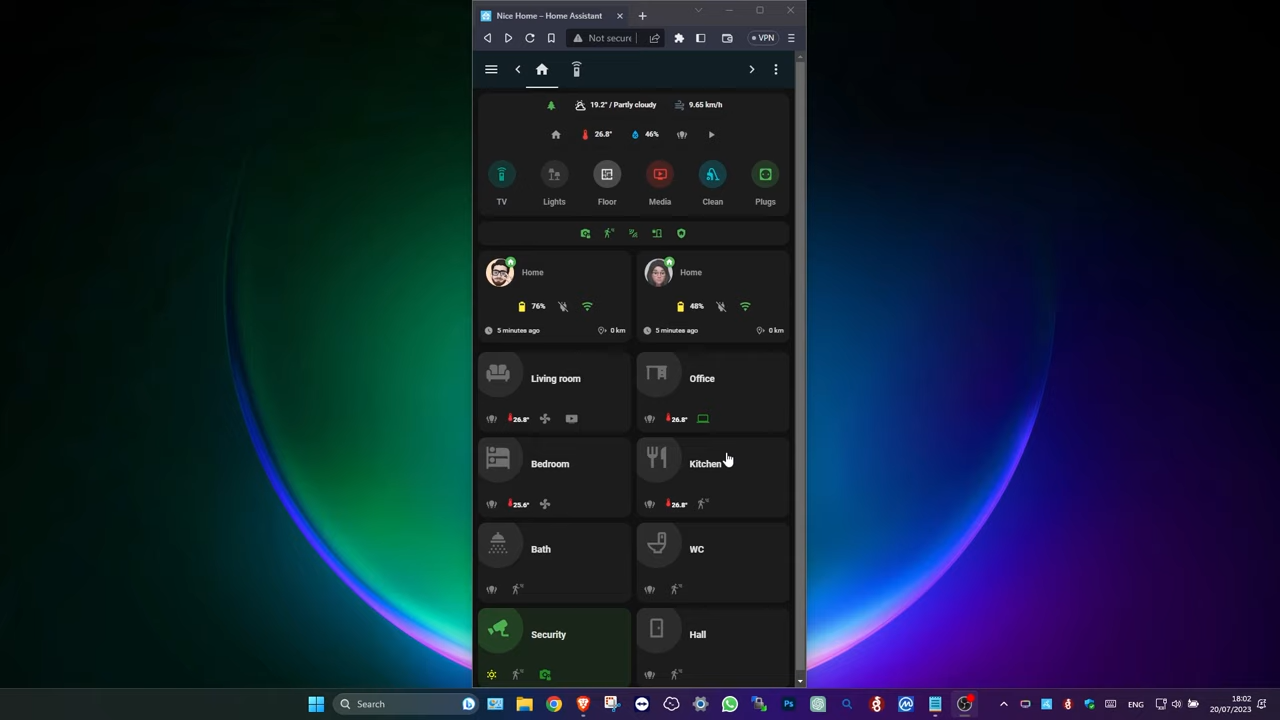 Nice Home – Home Assistant
Not secure
VPN
19.2° / Partly cloudy 9.65 km/h
26.8° 46%
TV Lights Floor Media Clean Plugs
Home Home
76% 48%
5 minutes ago 0 km 5 minutes ago 0 km
Living room Office
26.8° 26.8°
Bedroom Kitchen
25.6° 26.8°
Bath WC
Security Hall
Search ENG 18:02
20/07/2023